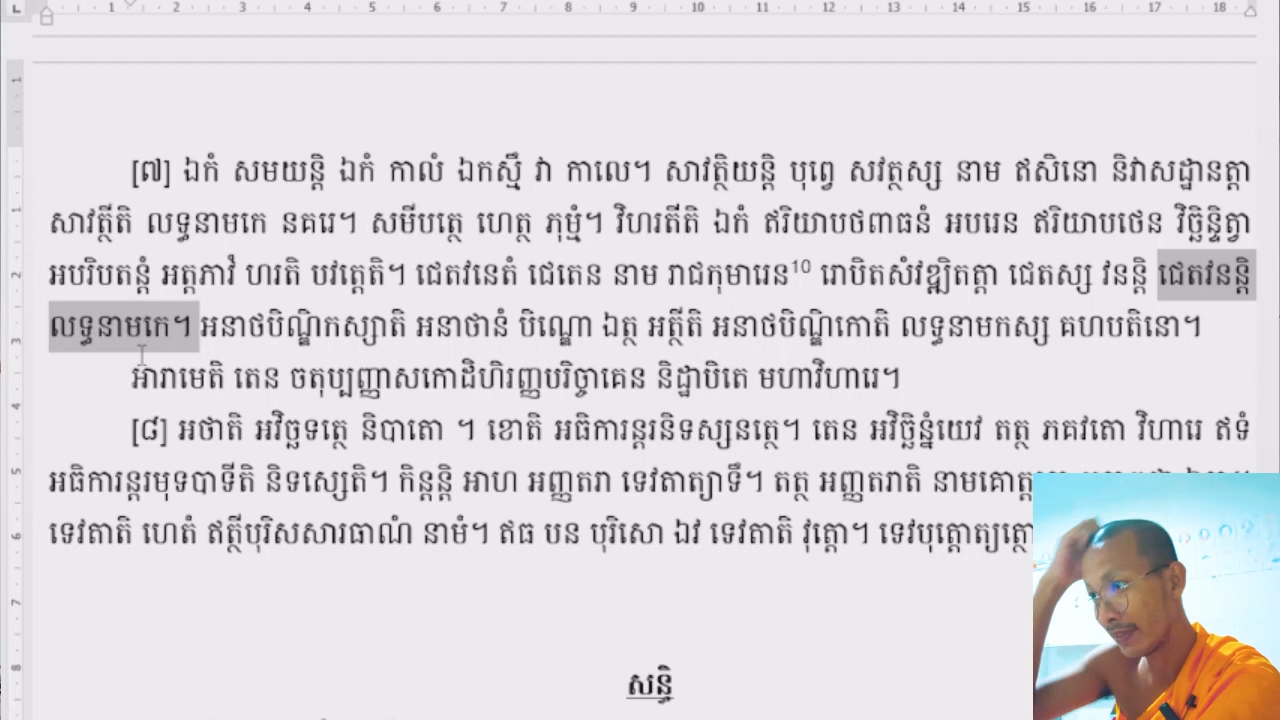 [៧] ឯកំ សមយន្តិ ឯកំ កាលំ ឯកស្មឹ វា កាលេ។ សាវត្ថិយន្តិ បុព្វេ សវត្ថស្ស នាម ឥសិនោ និវាសដ្ឋានត្តា
សាវត្ថីតិ លទ្ធនាមកេ នគរេ។ សមីបត្ថេ ហេត្ថ ភុម្មំ។ វិហរតីតិ ឯកំ ឥរិយាបថពាធនំ អបរេន ឥរិយាបថេន វិច្ឆិន្ទិត្វា
អបរិបតន្តំ អត្តភាវំ ហរតិ បវត្តេតិ។ ជេតវនេតំ ជេតេន នាម រាជកុមារេន10 រោបិតសំវឌ្ឍិតត្តា ជេតស្ស វនន្តិ ជេតវនន្តិ
លទ្ធនាមកេ។ អនាថបិណ្ឌិកស្សាតិ អនាថានំ បិណ្ឌោ ឯត្ថ អត្ថីតិ អនាថបិណ្ឌិកោតិ លទ្ធនាមកស្ស គហបតិនោ។
អារាមេតិ តេន ចតុប្បញ្ញាសកោដិហិរញ្ញបរិច្ចាគេន និដ្ឋាបិតេ មហាវិហារេ។
[៨] អថាតិ អវិច្ឆទត្ថេ និបាតោ ។ ខោតិ អធិការន្តរនិទស្សនត្ថេ។ តេន អវិច្ឆិន្នំយេវ តត្ថ ភគវតោ វិហារេ ឥទំ
អធិការន្តរមុទបាទីតិ និទស្សេតិ។ កិន្តន្តិ អាហ អញ្ញតរា ទេវតាត្យាទឹ។ តត្ថ អញ្ញតរាតិ
ទេវតាតិ ហេតំ ឥត្ថីបុរិសសារធាណំ នាមំ។ ឥធ បន បុរិសោ ឯវ ទេវតាតិ វុត្តោ។
សន្ធិ